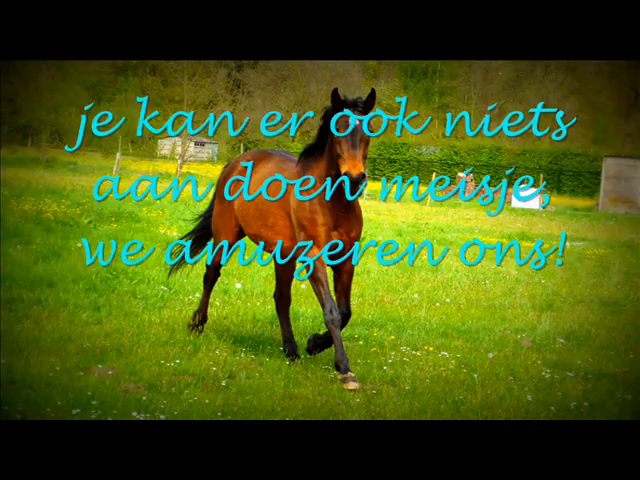 je kan er ook niets
aan doen meisje,
we amuzeren ons!